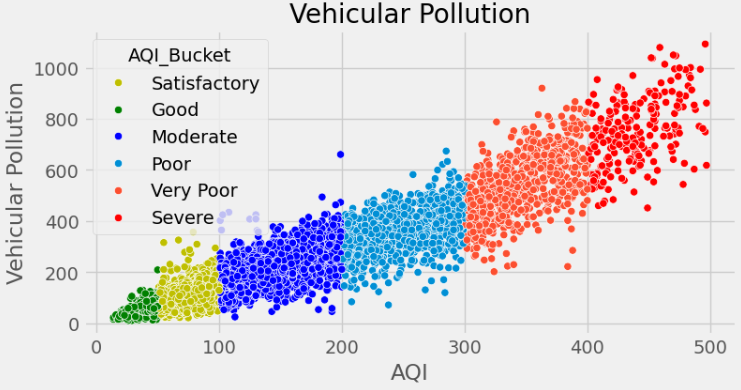 Vehicular Pollution
AQI_Bucket
Satisfactory
Good
Moderate
Poor
Very Poor
Severe
Vehicular Pollution
1000
800
600
400
200
0
0 100 200 300 400 500
AQI